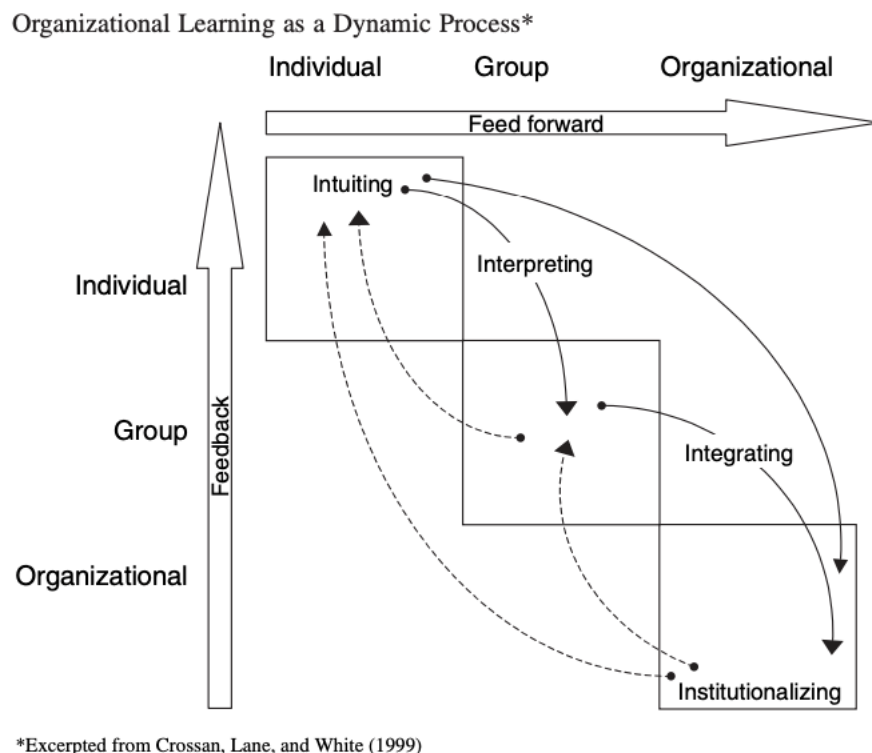 Organizational Learning as a Dynamic Process*
Individual Group Organizational
Feed forward
Intuiting
Interpreting
Individual
Group
Feedback
Integrating
Organizational
Institutionalizing
*Excerpted from Crossan, Lane, and White (1999)